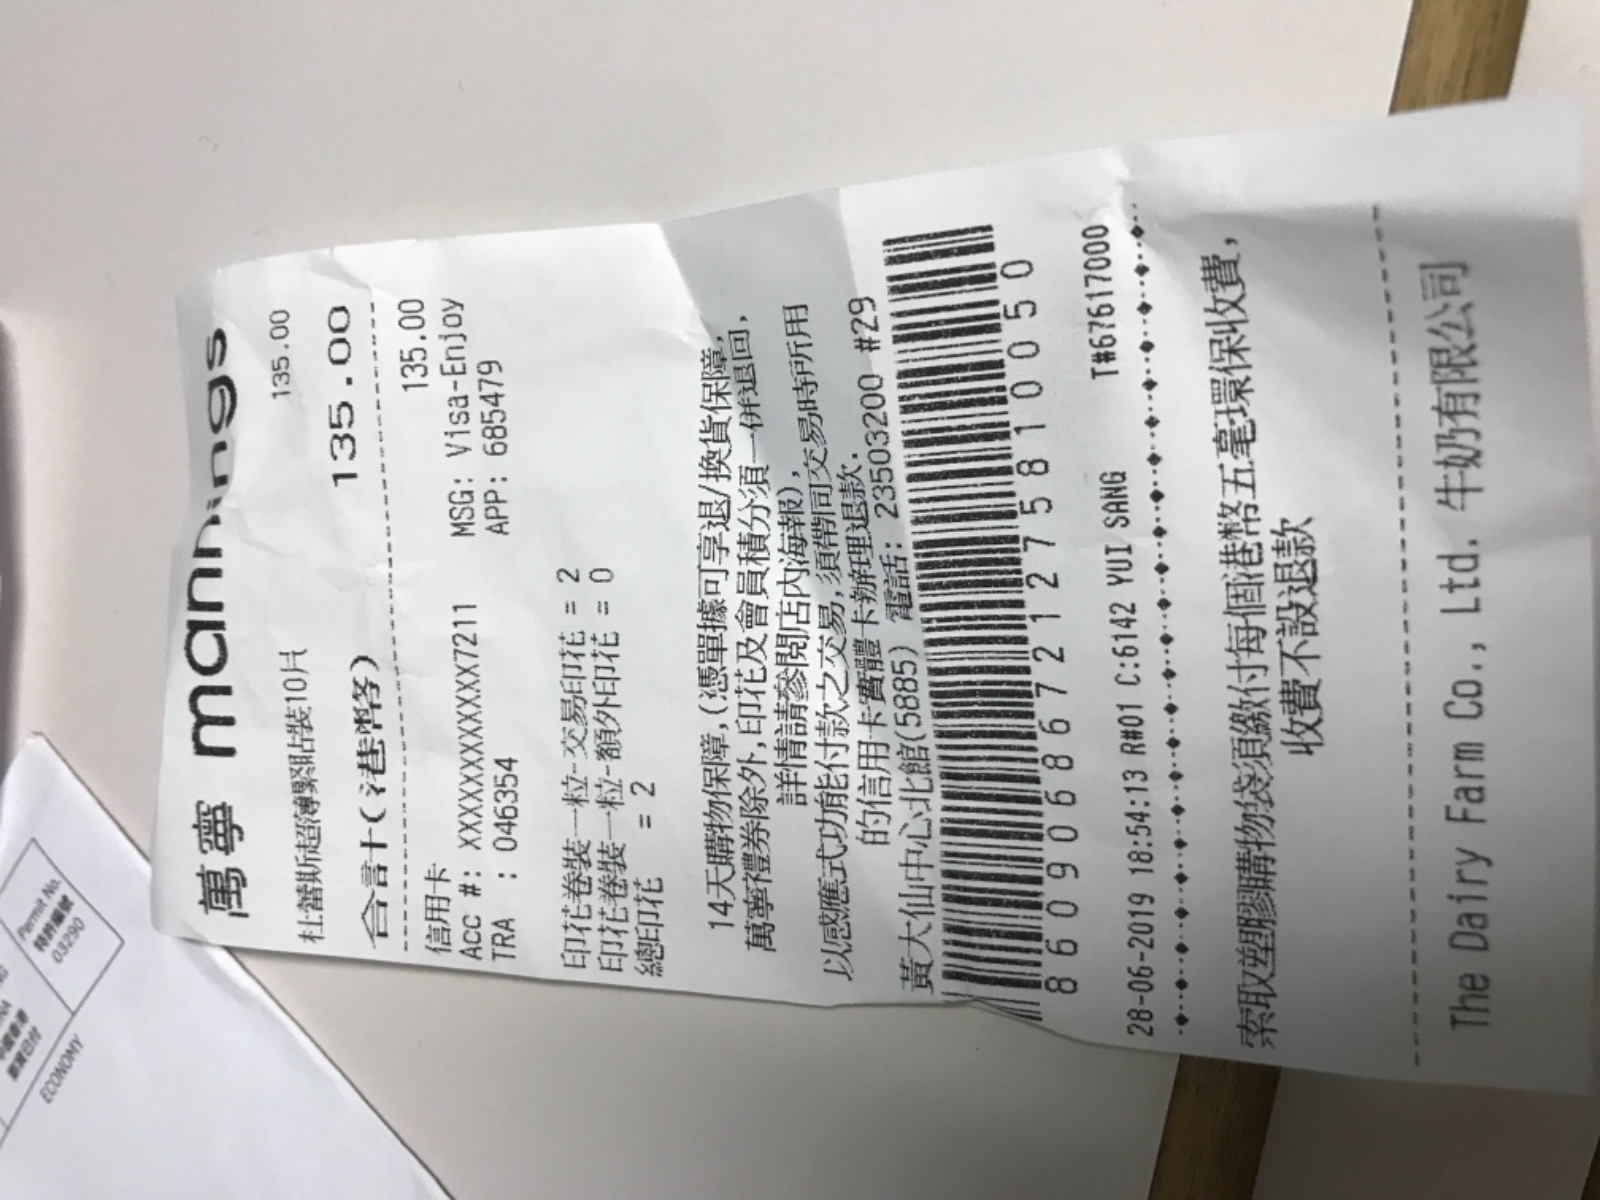 萬寧 mannings
杜蕾斯超薄緊貼裝10片 135.00
合計(港幣) 135.00
信用卡 135.00
ACC #: XXXXXXXXXXXX7211 MSG: Visa-Enjoy
TRA : 046354 APP: 685479
印花卷裝一粒-交易印花 = 2
印花卷裝一粒-額外印花 = 0
總印花 = 2
14天購物保障,(憑單據可享退/換貨保障,
萬寧禮券除外,印花及會員積分須一併退回,
詳情請參閱店內海報),
以感應式功能付款之交易,須帶同交易時所用
的信用卡實體卡辦理退款.
黃大仙中心北館(5885) 電話: 23503200 #29
86090686721275810050
28-06-2019 18:54:13 R#01 C:6142 YUI SANG T#67617000
索取塑膠購物袋須繳付每個港幣五毫環保收費,
收費不設退款
The Dairy Farm Co., Ltd. 牛奶有限公司
Permit No.
特許編號
03290
ECONOMY